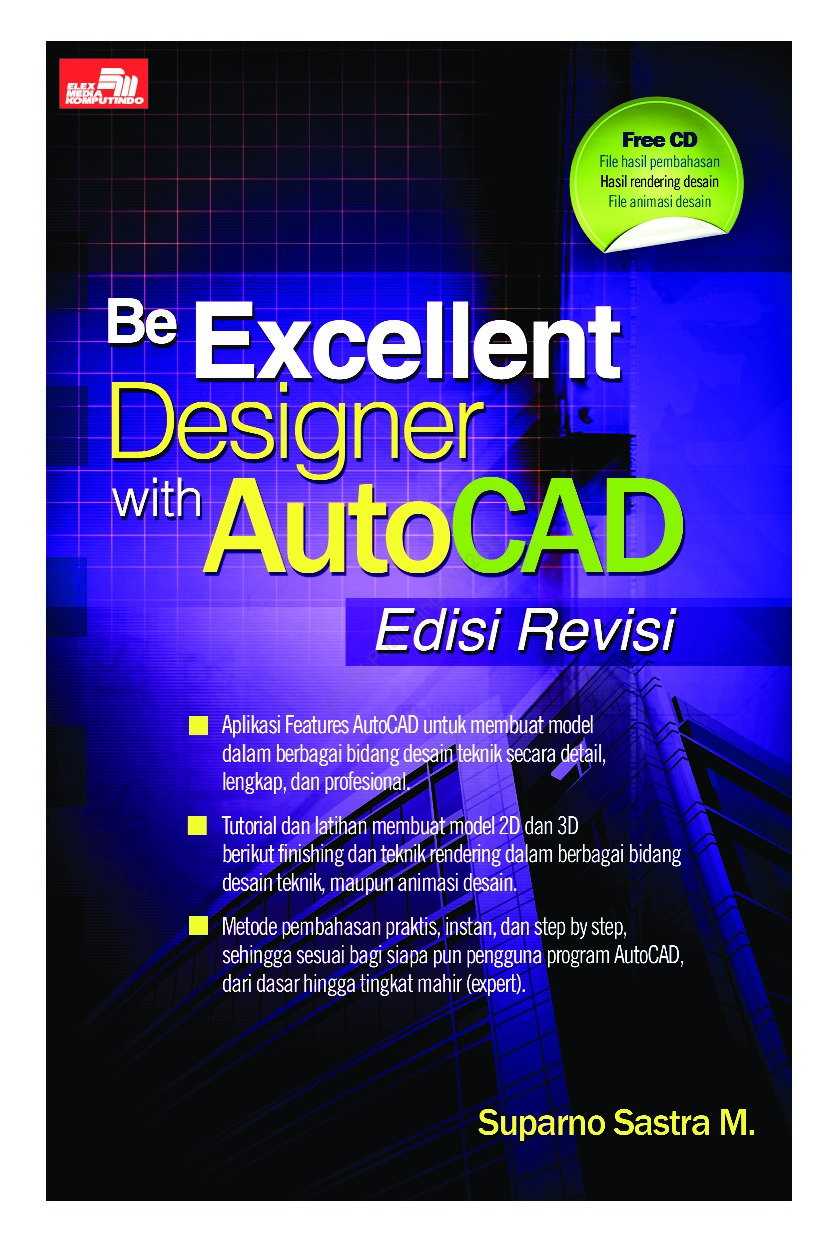 ELEX
MEDIA
KOMPUTINDO
Free CD
File hasil pembahasan
Hasil rendering desain
File animasi desain
Be Excellent
Designer
with AutoCAD
Edisi Revisi
Aplikasi Features AutoCAD untuk membuat model
dalam berbagai bidang desain teknik secara detail,
lengkap, dan profesional.
Tutorial dan latihan membuat model 2D dan 3D
berikut finishing dan teknik rendering dalam berbagai bidang
desain teknik, maupun animasi desain.
Metode pembahasan praktis, instan, dan step by step,
sehingga sesuai bagi siapa pun pengguna program AutoCAD,
dari dasar hingga tingkat mahir (expert).
Suparno Sastra M.